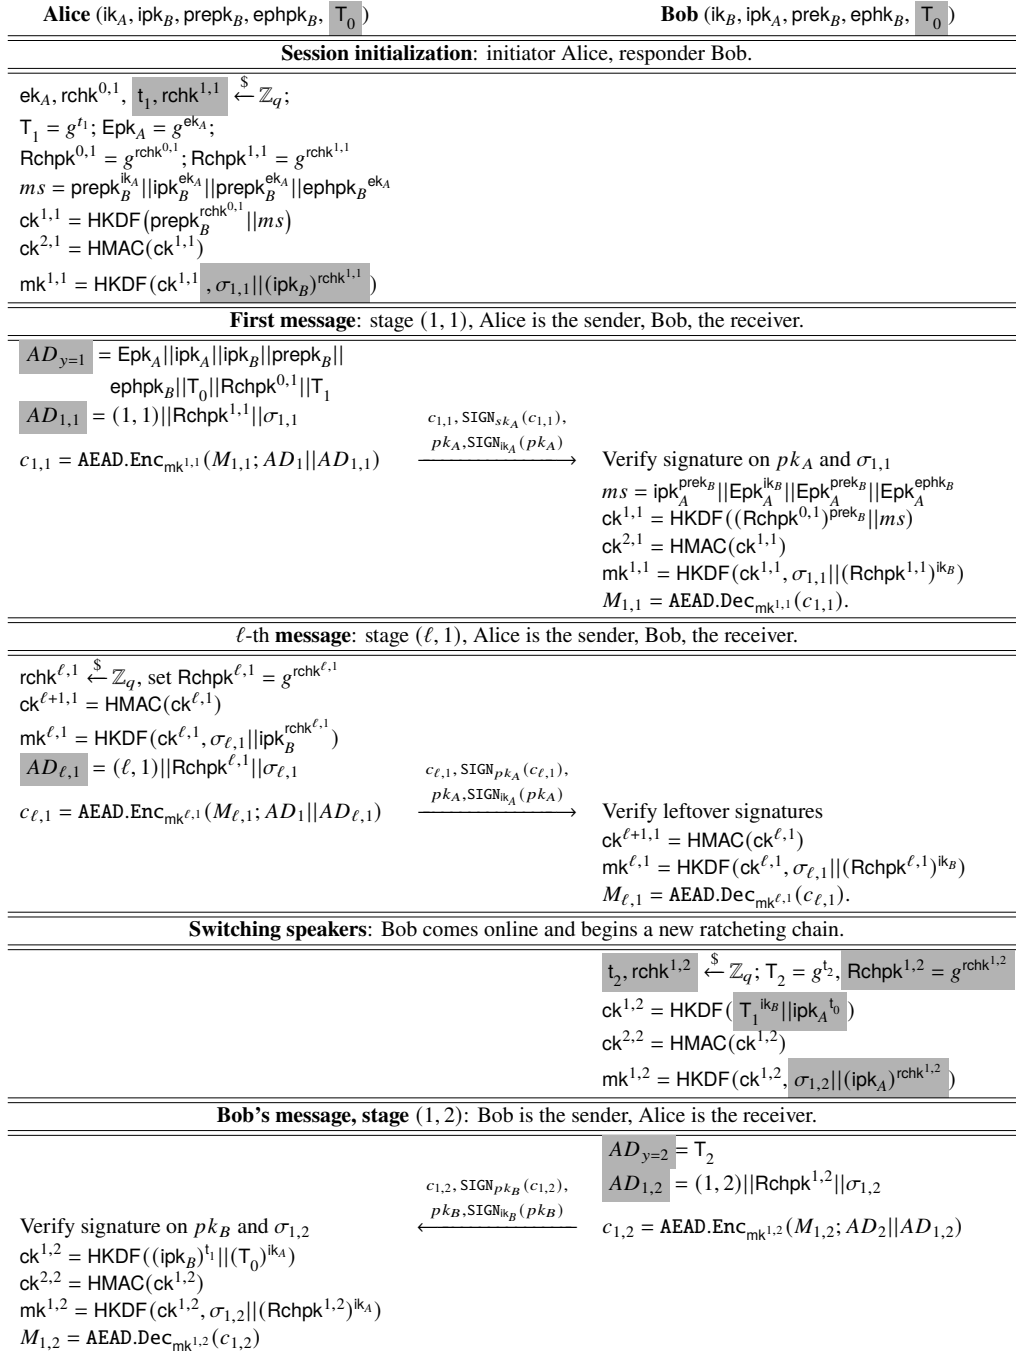 Alice (ik_A, ipk_B, prepk_B, ephpk_B, T_0) Bob (ik_B, ipk_A, prek_B, ephk_B, T_0)
Session initialization: initiator Alice, responder Bob.
ek_A, rchk^{0,1}, t_1, rchk^{1,1} ←$ ℤ_q;
T_1 = g^{t_1}; Epk_A = g^{ek_A};
Rchpk^{0,1} = g^{rchk^{0,1}}; Rchpk^{1,1} = g^{rchk^{1,1}}
ms = prepk_B^{ik_A}||ipk_B^{ek_A}||prepk_B^{ek_A}||ephpk_B^{ek_A}
ck^{1,1} = HKDF(prepk_B^{rchk^{0,1}}||ms)
ck^{2,1} = HMAC(ck^{1,1})
mk^{1,1} = HKDF(ck^{1,1}, σ_{1,1}||(ipk_B)^{rchk^{1,1}})
First message: stage (1, 1), Alice is the sender, Bob, the receiver.
AD_{y=1} = Epk_A||ipk_A||ipk_B||prepk_B||
ephpk_B||T_0||Rchpk^{0,1}||T_1
AD_{1,1} = (1, 1)||Rchpk^{1,1}||σ_{1,1}
c_{1,1}, SIGN_{sk_A}(c_{1,1}),
pk_A,SIGN_{ik_A}(pk_A)
c_{1,1} = AEAD.Enc_{mk^{1,1}}(M_{1,1}; AD_1||AD_{1,1}) Verify signature on pk_A and σ_{1,1}
ms = ipk_A^{prek_B}||Epk_A^{ik_B}||Epk_A^{prek_B}||Epk_A^{ephk_B}
ck^{1,1} = HKDF((Rchpk^{0,1})^{prek_B}||ms)
ck^{2,1} = HMAC(ck^{1,1})
mk^{1,1} = HKDF(ck^{1,1}, σ_{1,1}||(Rchpk^{1,1})^{ik_B})
M_{1,1} = AEAD.Dec_{mk^{1,1}}(c_{1,1}).
ℓ-th message: stage (ℓ, 1), Alice is the sender, Bob, the receiver.
rchk^{ℓ,1} ←$ ℤ_q, set Rchpk^{ℓ,1} = g^{rchk^{ℓ,1}}
ck^{ℓ+1,1} = HMAC(ck^{ℓ,1})
mk^{ℓ,1} = HKDF(ck^{ℓ,1}, σ_{ℓ,1}||ipk_B^{rchk^{ℓ,1}})
AD_{ℓ,1} = (ℓ, 1)||Rchpk^{ℓ,1}||σ_{ℓ,1}
c_{ℓ,1}, SIGN_{pk_A}(c_{ℓ,1}),
pk_A,SIGN_{ik_A}(pk_A)
c_{ℓ,1} = AEAD.Enc_{mk^{ℓ,1}}(M_{ℓ,1}; AD_1||AD_{ℓ,1}) Verify leftover signatures
ck^{ℓ+1,1} = HMAC(ck^{ℓ,1})
mk^{ℓ,1} = HKDF(ck^{ℓ,1}, σ_{ℓ,1}||(Rchpk^{ℓ,1})^{ik_B})
M_{ℓ,1} = AEAD.Dec_{mk^{ℓ,1}}(c_{ℓ,1}).
Switching speakers: Bob comes online and begins a new ratcheting chain.
t_2, rchk^{1,2} ←$ ℤ_q; T_2 = g^{t_2}, Rchpk^{1,2} = g^{rchk^{1,2}}
ck^{1,2} = HKDF( T_1^{ik_B}||ipk_A^{t_0} )
ck^{2,2} = HMAC(ck^{1,2})
mk^{1,2} = HKDF(ck^{1,2}, σ_{1,2}||(ipk_A)^{rchk^{1,2}})
Bob's message, stage (1, 2): Bob is the sender, Alice is the receiver.
AD_{y=2} = T_2
AD_{1,2} = (1, 2)||Rchpk^{1,2}||σ_{1,2}
c_{1,2}, SIGN_{pk_B}(c_{1,2}),
pk_B,SIGN_{ik_B}(pk_B)
Verify signature on pk_B and σ_{1,2} c_{1,2} = AEAD.Enc_{mk^{1,2}}(M_{1,2}; AD_2||AD_{1,2})
ck^{1,2} = HKDF((ipk_B)^{t_1}||(T_0)^{ik_A})
ck^{2,2} = HMAC(ck^{1,2})
mk^{1,2} = HKDF(ck^{1,2}, σ_{1,2}||(Rchpk^{1,2})^{ik_A})
M_{1,2} = AEAD.Dec_{mk^{1,2}}(c_{1,2})